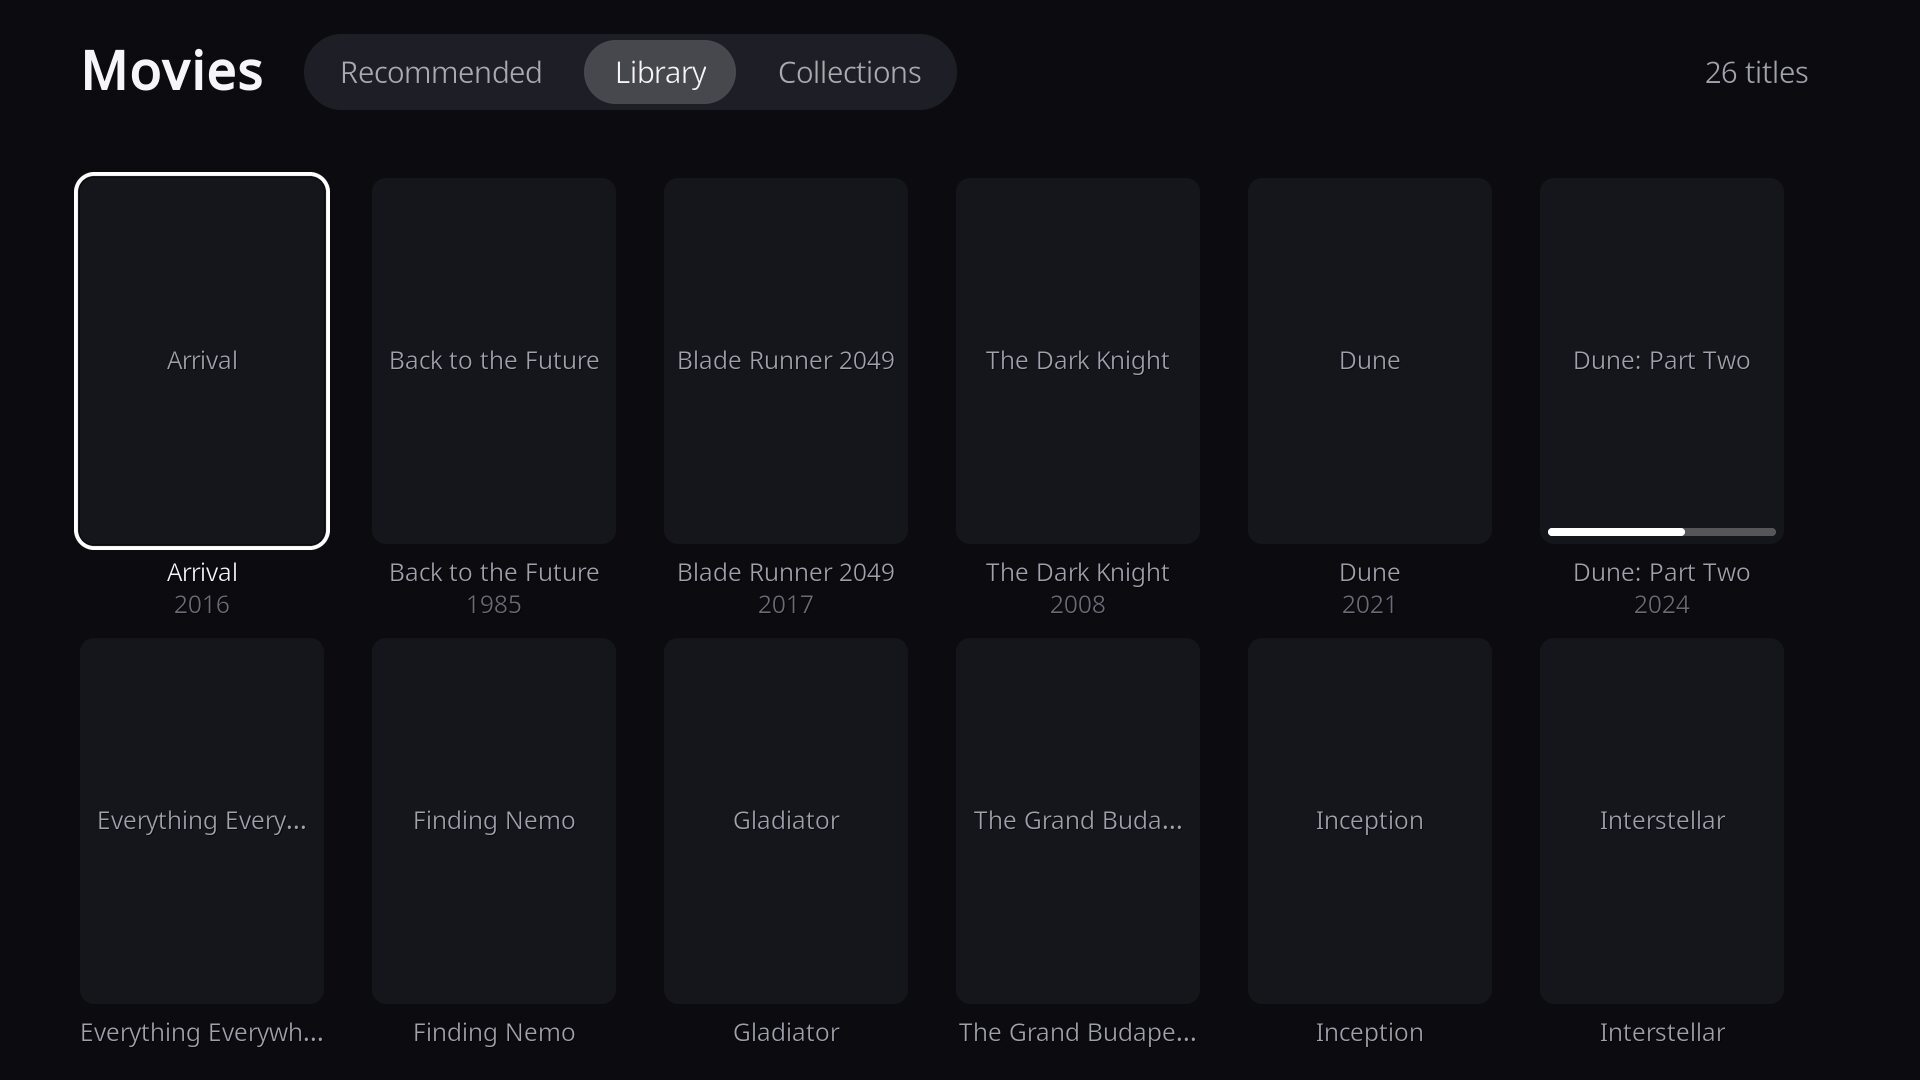 Movies
Recommended
Library
Collections
26 titles
Arrival
Back to the Future
Blade Runner 2049
The Dark Knight
Dune
Dune: Part Two
Arrival
Back to the Future
Blade Runner 2049
The Dark Knight
Dune
Dune: Part Two
2016
1985
2017
2008
2021
2024
Everything Every...
Finding Nemo
Gladiator
The Grand Buda...
Inception
Interstellar
Everything Everywh...
Finding Nemo
Gladiator
The Grand Budape...
Inception
Interstellar